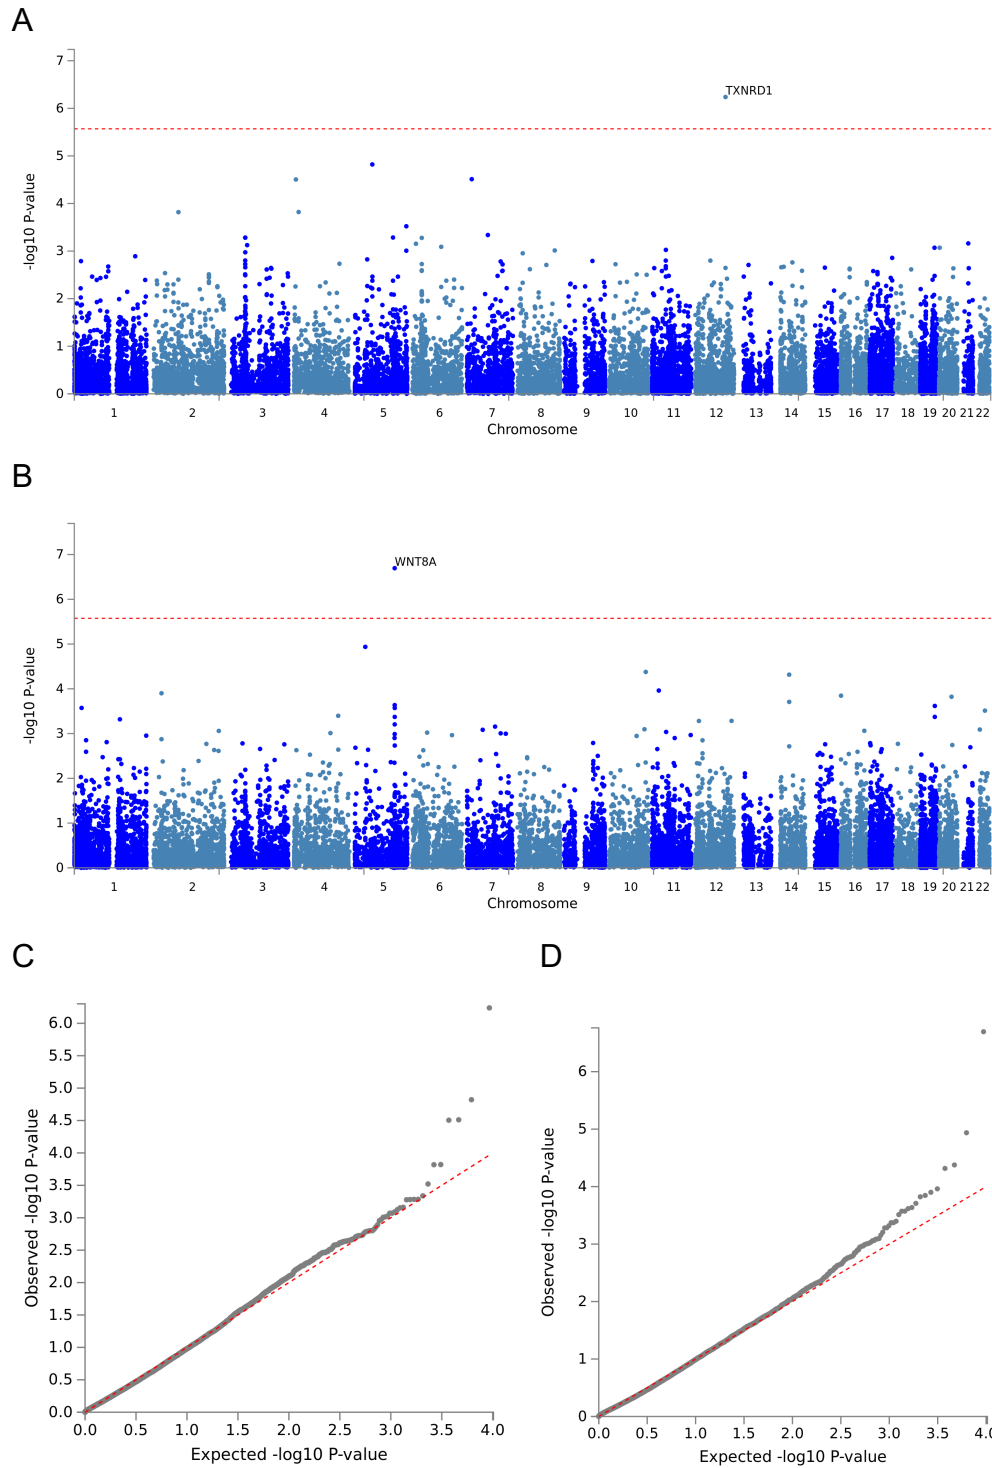 A
7
6
5
4
3
2
1
0
-log10 P-value
TXNRD1
1 2 3 4 5 6 7 8 9 10 11 12 13 14 15 16 17 18 19 20 21 22
Chromosome
B
7
6
5
4
3
2
1
0
-log10 P-value
WNT8A
1 2 3 4 5 6 7 8 9 10 11 12 13 14 15 16 17 18 19 20 21 22
Chromosome
C
6.0
5.5
5.0
4.5
4.0
3.5
3.0
2.5
2.0
1.5
1.0
0.5
0.0
Observed -log10 P-value
0.0 0.5 1.0 1.5 2.0 2.5 3.0 3.5 4.0
Expected -log10 P-value
D
6
5
4
3
2
1
0
Observed -log10 P-value
0.0 0.5 1.0 1.5 2.0 2.5 3.0 3.5 4.0
Expected -log10 P-value